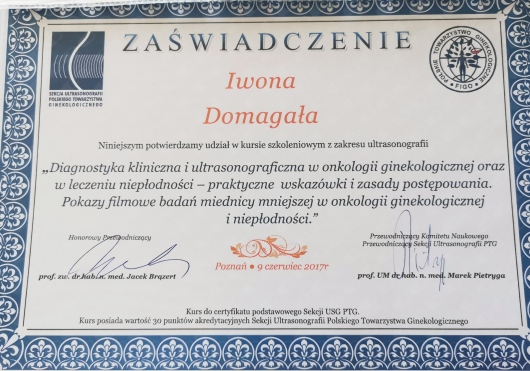 ZAŚWIADCZENIE
SEKCJA ULTRASONOGRAFII
POLSKIEGO TOWARZYSTWA
GINEKOLOGICZNEGO
POLSKIE TOWARZYSTWO GINEKOLOGICZNE
FIGO
Iwona
Domagała
Niniejszym potwierdzamy udział w kursie szkoleniowym z zakresu ultrasonografii
„Diagnostyka kliniczna i ultrasonograficzna w onkologii ginekologicznej oraz
w leczeniu niepłodności – praktyczne wskazówki i zasady postępowania.
Pokazy filmowe badań miednicy mniejszej w onkologii ginekologicznej
i niepłodności.”
Honorowy Przewodniczący
prof. zw. dr hab. n. med. Jacek Brązert
Poznań • 9 czerwiec 2017r
Przewodniczący Komitetu Naukowego
Przewodniczący Sekcji Ultrasonografii PTG
prof. UM dr hab. n. med. Marek Pietryga
Kurs do certyfikatu podstawowego Sekcji USG PTG.
Kurs posiada wartość 30 punktów akredytacyjnych Sekcji Ultrasonografii Polskiego Towarzystwa Ginekologicznego